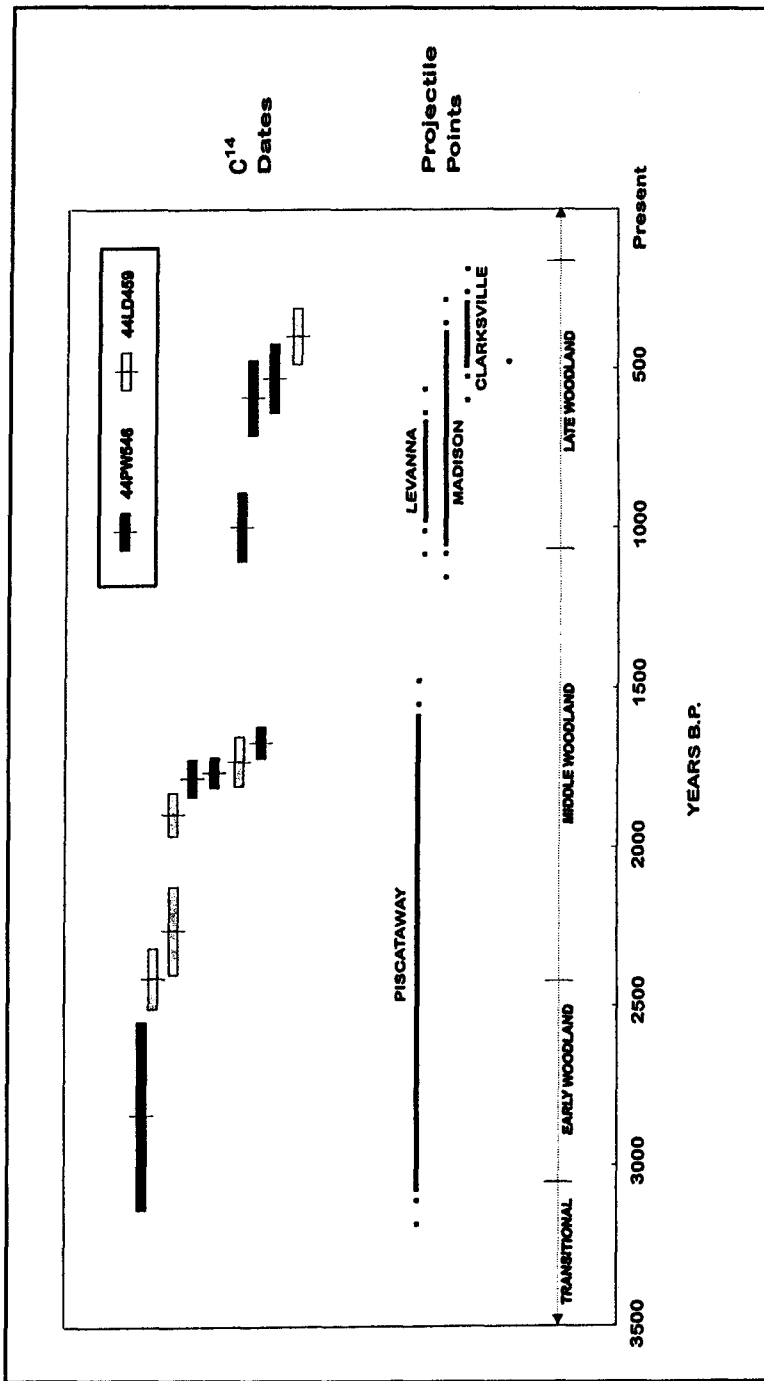 44PW546 44LD459
C14
Dates
Projectile
Points
PISCATAWAY
LEVANNA
MADISON
CLARKSVILLE
TRANSITIONAL EARLY WOODLAND MIDDLE WOODLAND LATE WOODLAND
3500 3000 2500 2000 1500 1000 500 Present
YEARS B.P.